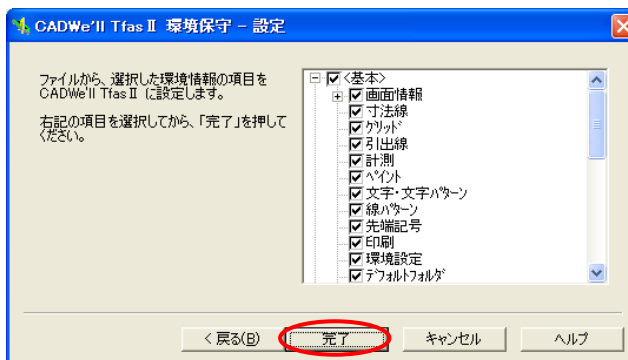 CADWe'll Tfas Ⅱ 環境保守 - 設定
ファイルから、選択した環境情報の項目を
CADWe'll Tfas Ⅱ に設定します。
右記の項目を選択してから、「完了」を押して
ください。
<基本>
画面情報
寸法線
グリッド
引出線
計測
ペイント
文字・文字パターン
線パターン
先端記号
印刷
環境設定
デフォルトフォルダ
< 戻る(B)
完了
キャンセル
ヘルプ